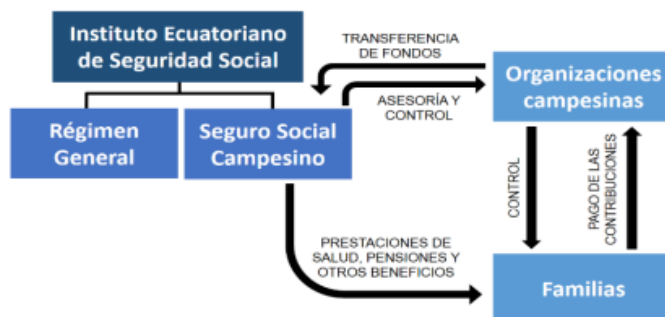 Instituto Ecuatoriano
de Seguridad Social
TRANSFERENCIA
DE FONDOS
Organizaciones
campesinas
ASESORÍA Y
CONTROL
Régimen
General
Seguro Social
Campesino
CONTROL
PAGO DE LAS
CONTRIBUCIONES
PRESTACIONES DE
SALUD, PENSIONES Y
OTROS BENEFICIOS
Familias